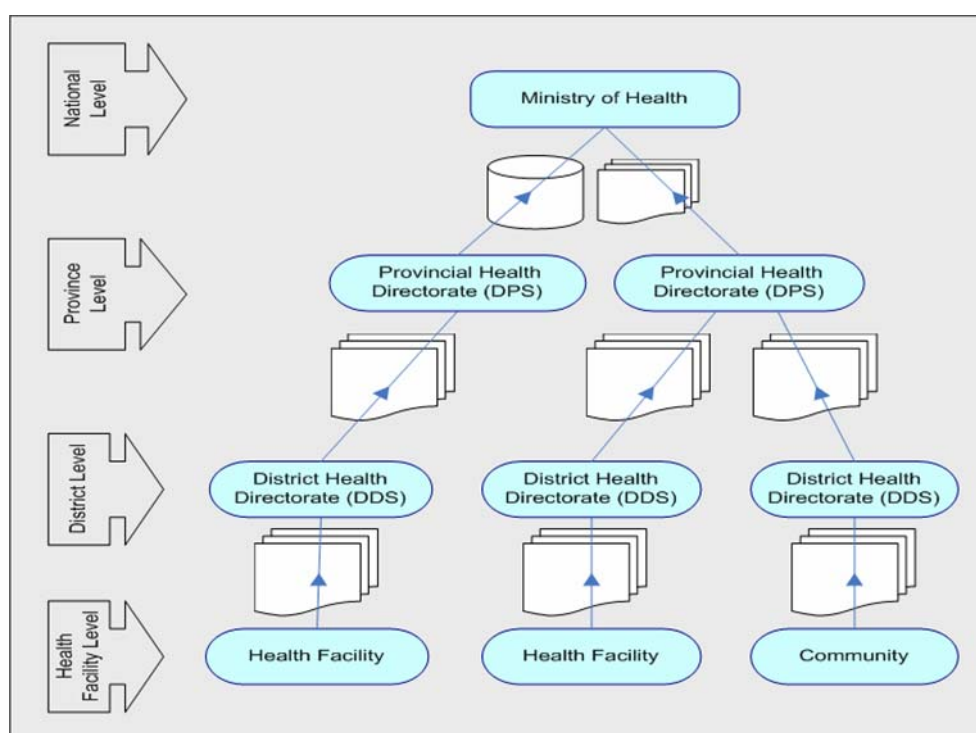 National
Level
Ministry of Health
Province
Level
Provincial Health
Directorate (DPS)
Provincial Health
Directorate (DPS)
District Level
District Health
Directorate (DDS)
District Health
Directorate (DDS)
District Health
Directorate (DDS)
Health
Facility Level
Health Facility
Health Facility
Community